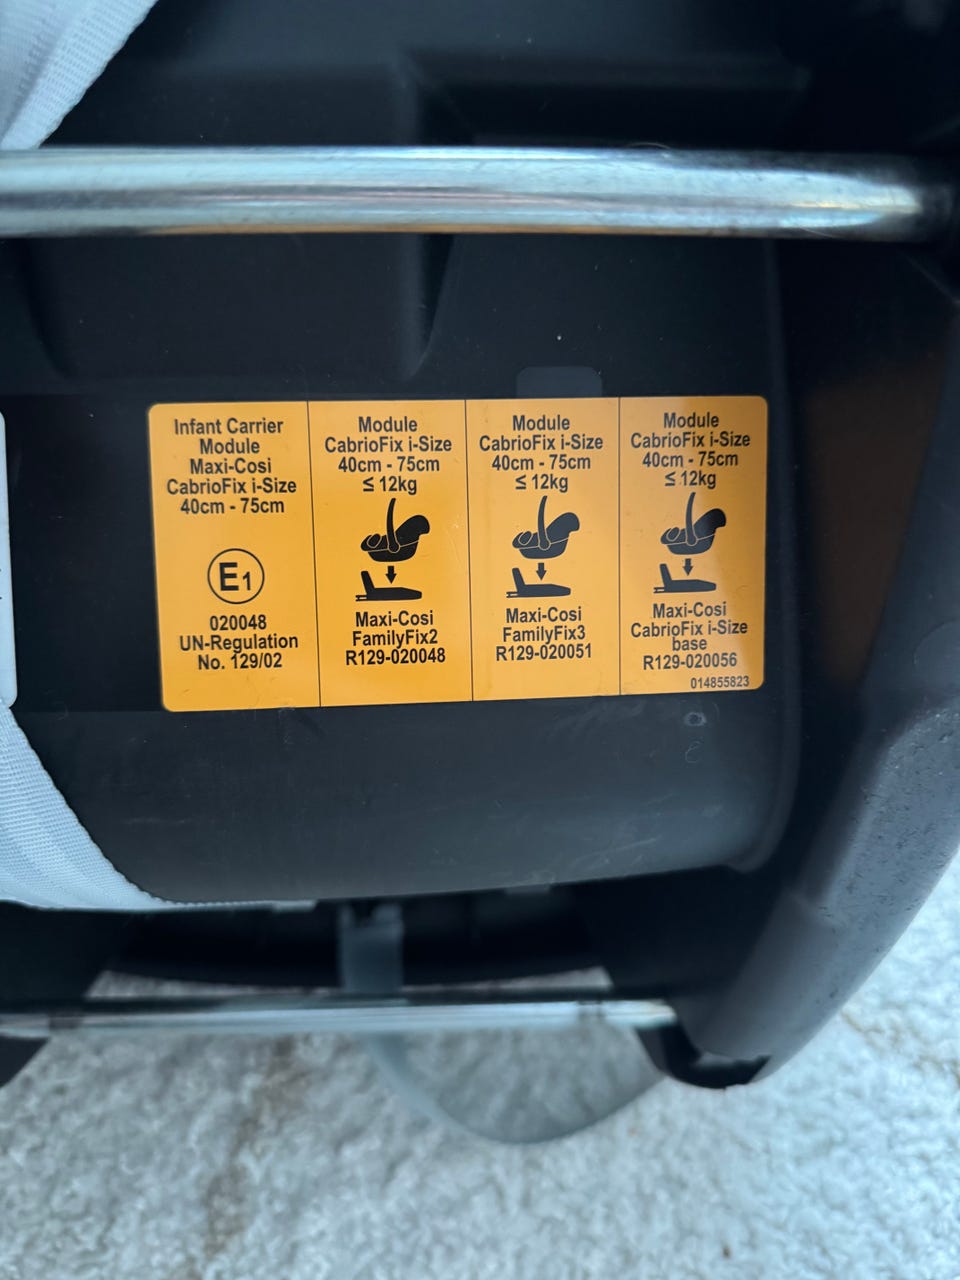 Infant Carrier
Module
Maxi-Cosi
CabrioFix i-Size
40cm - 75cm
E1
020048
UN-Regulation
No. 129/02
Module
CabrioFix i-Size
40cm - 75cm
≤ 12kg
Maxi-Cosi
FamilyFix2
R129-020048
Module
CabrioFix i-Size
40cm - 75cm
≤ 12kg
Maxi-Cosi
FamilyFix3
R129-020051
Module
CabrioFix i-Size
40cm - 75cm
≤ 12kg
Maxi-Cosi
CabrioFix i-Size
base
R129-020056
014855823